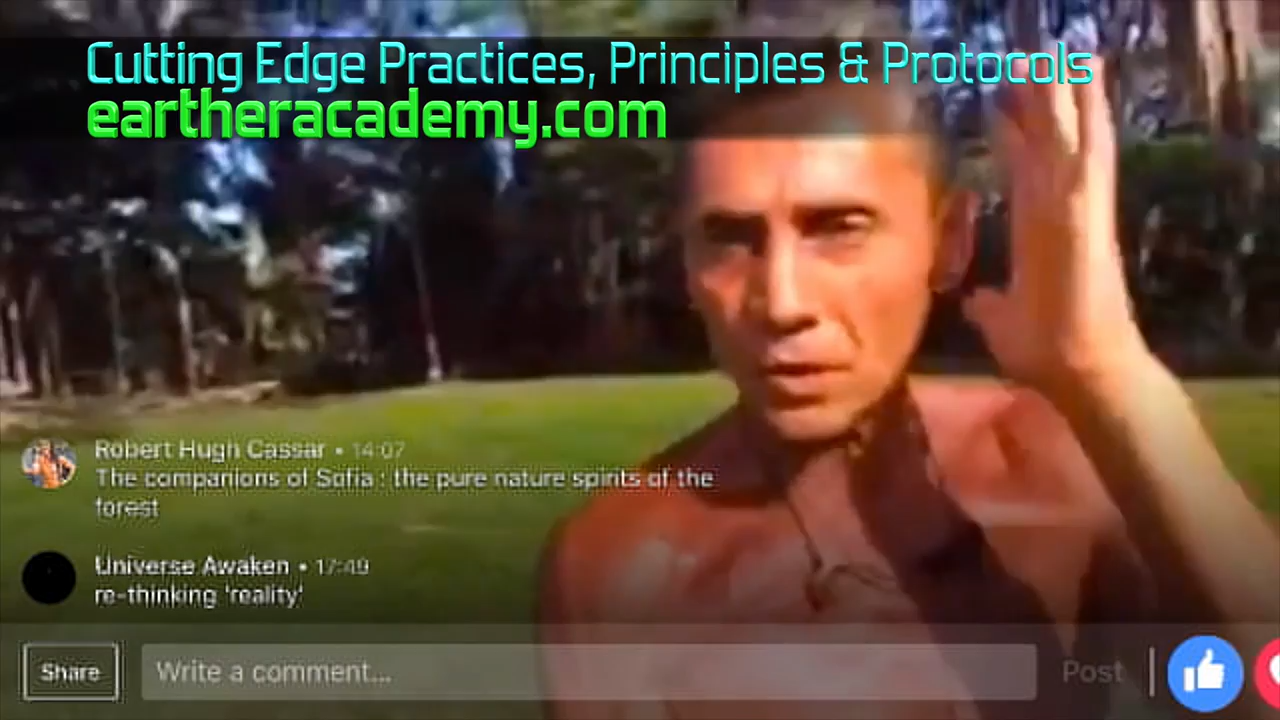 Cutting Edge Practices, Principles & Protocols
eartheracademy.com
Robert Hugh Cassar • 14:07
The companions of Sofia : the pure nature spirits of the
forest
Universe Awaken • 17:49
re-thinking 'reality'
Share
Write a comment...
Post